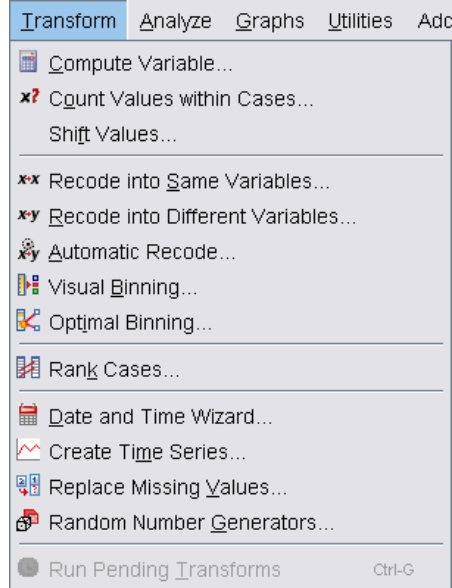 Transform Analyze Graphs Utilities Add
Compute Variable...
x? Count Values within Cases...
Shift Values...
x•x Recode into Same Variables...
x•y Recode into Different Variables...
x•y Automatic Recode...
Visual Binning...
Optimal Binning...
Rank Cases...
Date and Time Wizard...
Create Time Series...
Replace Missing Values...
Random Number Generators...
Run Pending Transforms Ctrl-G